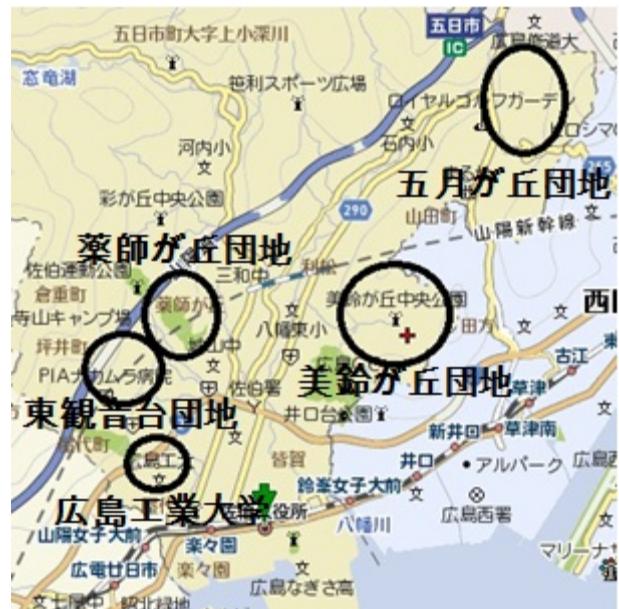 五日市町大字上小深川
五日市
IC
広島修道大
窓竜湖
笹利スポーツ広場
ロイヤルゴルフガーデン
河内小
石内小
ヒロシマの
265
五月が丘団地
彩が丘中央公園
290
山田町
山陽新幹線
薬師が丘団地
佐伯運動公園
三和中
利松
倉重町
薬師が丘
美鈴が丘中央公園
寺山キャンプ場
八幡東小
田方
坪井町
古江
PIAナカムラ病院
佐伯署
美鈴が丘団地
草津
東観音台団地
井口台公園
新井口
草津南
広島工大
皆賀
井口
アルパーク
広島工業大学
鈴峯女子大前
広島西署
山陽女子大前
楽々園
八幡川
マリーナ
広電廿日市
楽々園
広島なぎさ高
七尾中
昭北緑地